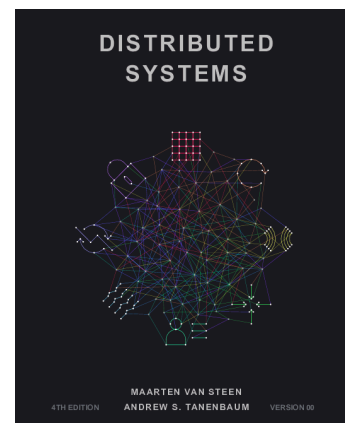 DISTRIBUTED
SYSTEMS
MAARTEN VAN STEEN
4TH EDITION ANDREW S. TANENBAUM VERSION 00